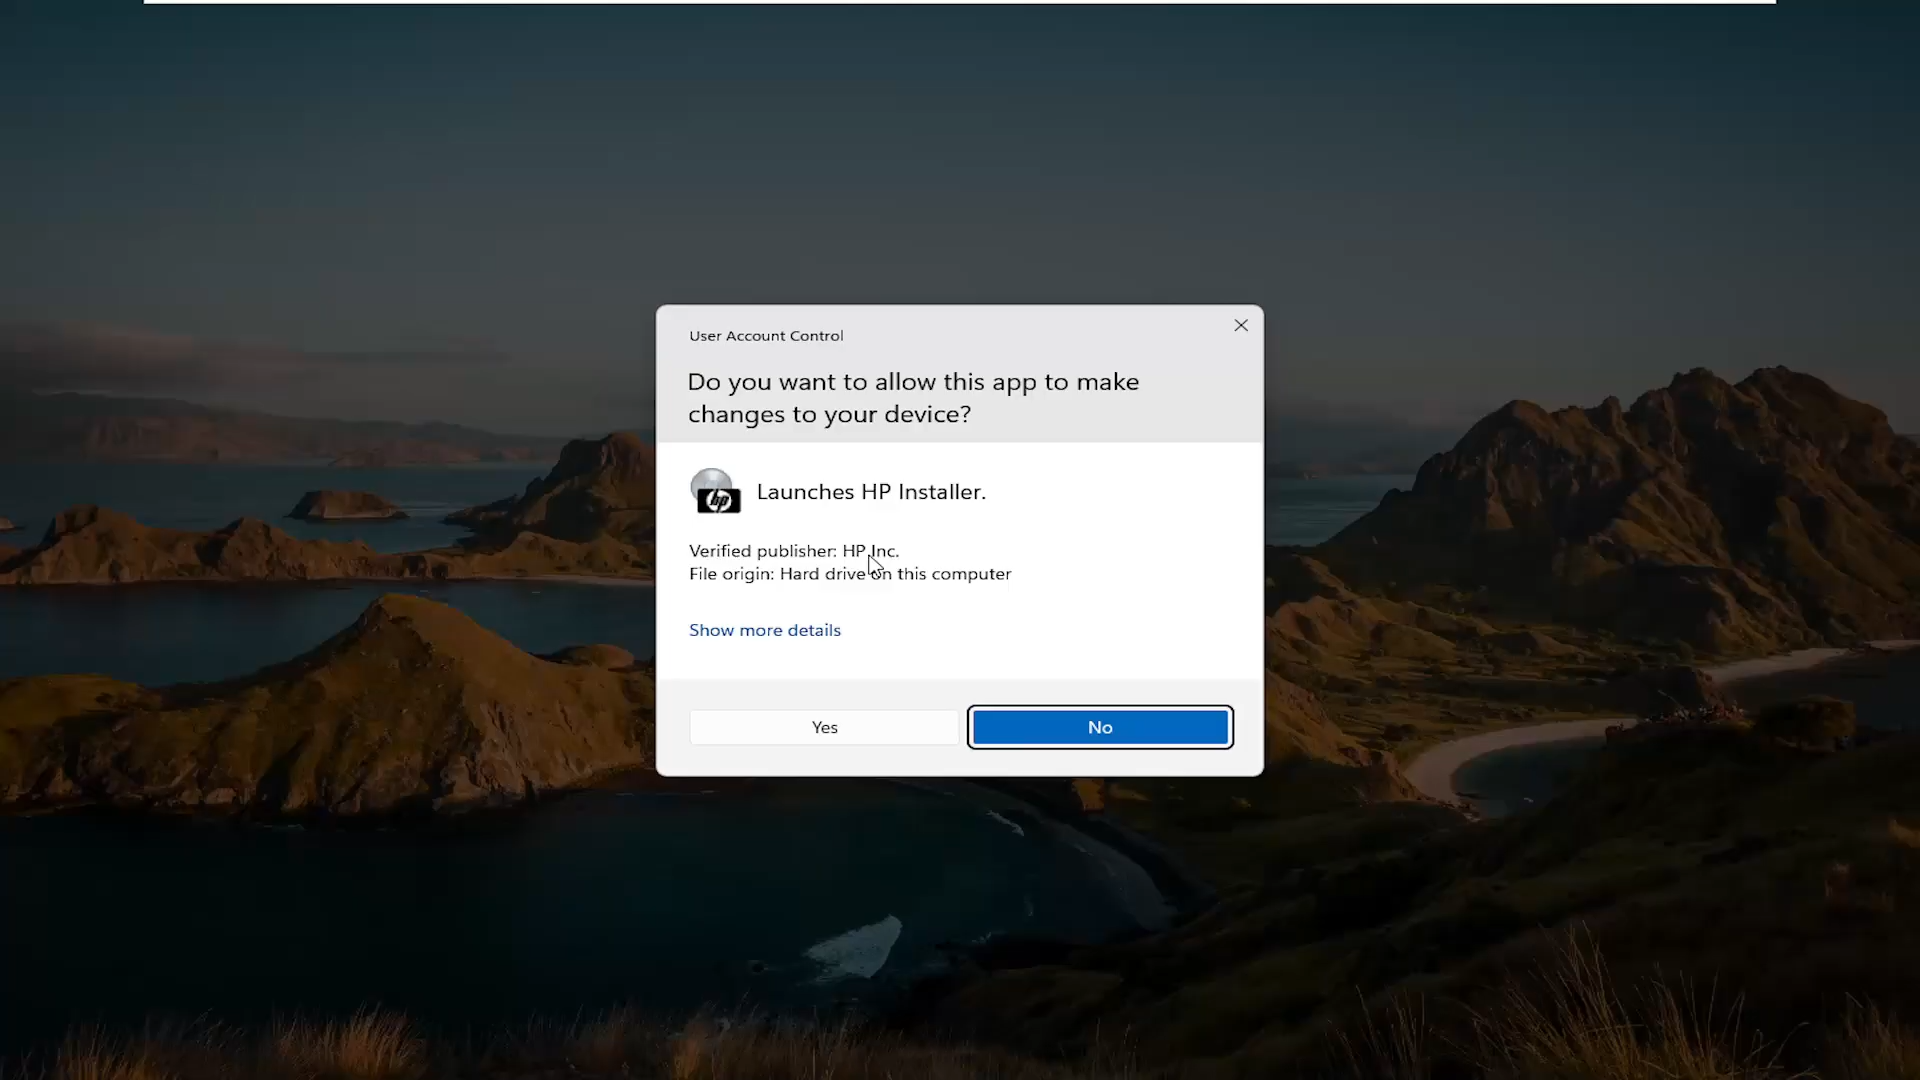 User Account Control
Do you want to allow this app to make
changes to your device?
hp
Launches HP Installer.
Verified publisher: HP Inc.
File origin: Hard drive on this computer
Show more details
Yes
No